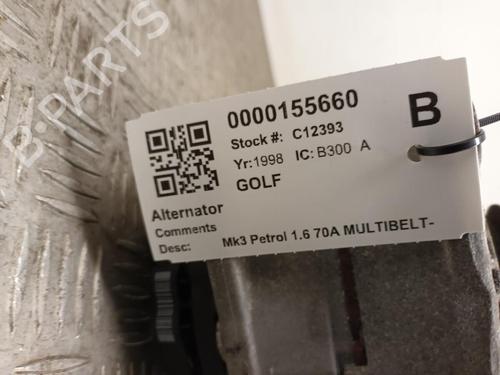 B-PARTS
0000155660
B
Stock #: C12393
Yr:1998 IC: B300 A
GOLF
Alternator
Comments
Desc: Mk3 Petrol 1.6 70A MULTIBELT-